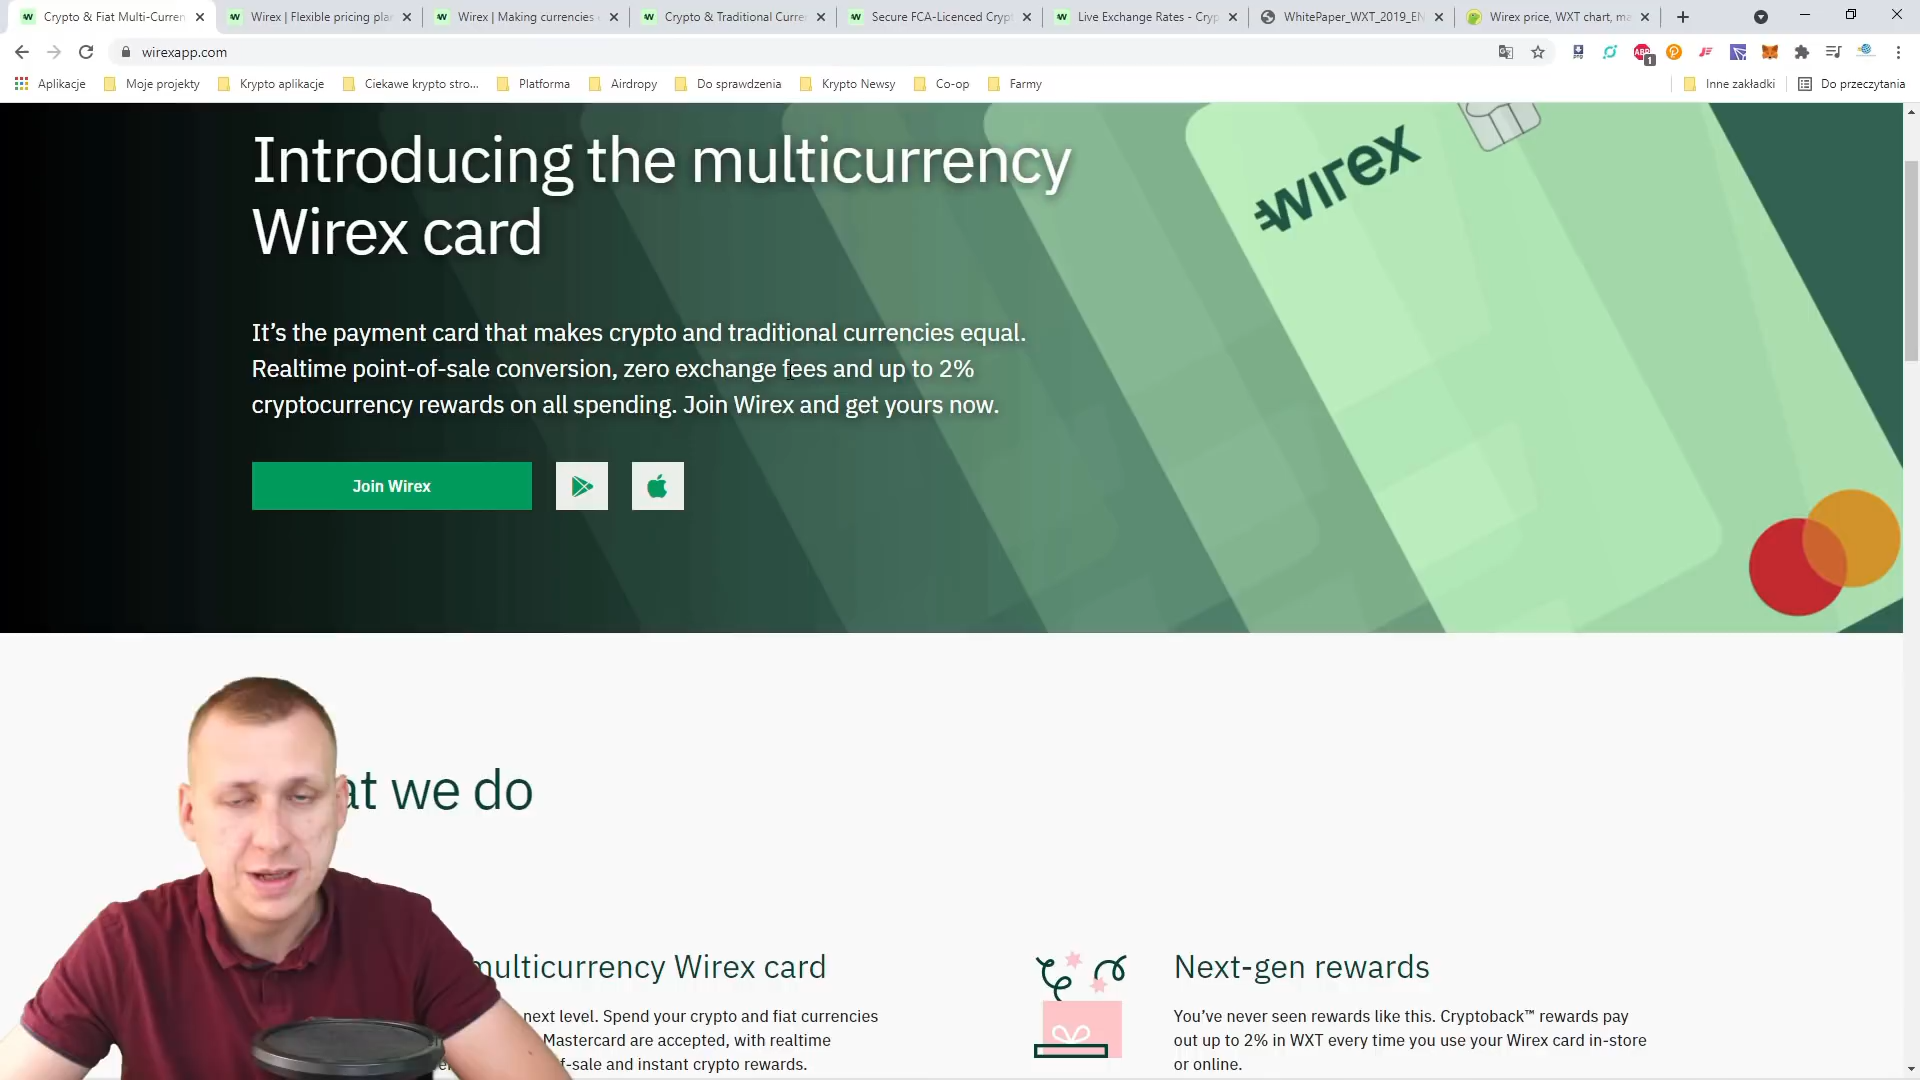 Crypto & Fiat Multi-Curren
Wirex | Flexible pricing pla
Wirex | Making currencies
Crypto & Traditional Curre
Secure FCA-Licenced Crypt
Live Exchange Rates - Cryp
WhitePaper_WXT_2019_EN
Wirex price, WXT chart, ma
wirexapp.com
ABP
1
Aplikacje
Moje projekty
Krypto aplikacje
Ciekawe krypto stro...
Platforma
Airdropy
Do sprawdzenia
Krypto Newsy
Co-op
Farmy
Inne zakładki
Do przeczytania
Introducing the multicurrency
Wirex card
wirex
It’s the payment card that makes crypto and traditional currencies equal.
Realtime point-of-sale conversion, zero exchange fees and up to 2%
cryptocurrency rewards on all spending. Join Wirex and get yours now.
Join Wirex
at we do
multicurrency Wirex card
next level. Spend your crypto and fiat currencies
Mastercard are accepted, with realtime
f-sale and instant crypto rewards.
Next-gen rewards
You’ve never seen rewards like this. Cryptoback™ rewards pay
out up to 2% in WXT every time you use your Wirex card in-store
or online.